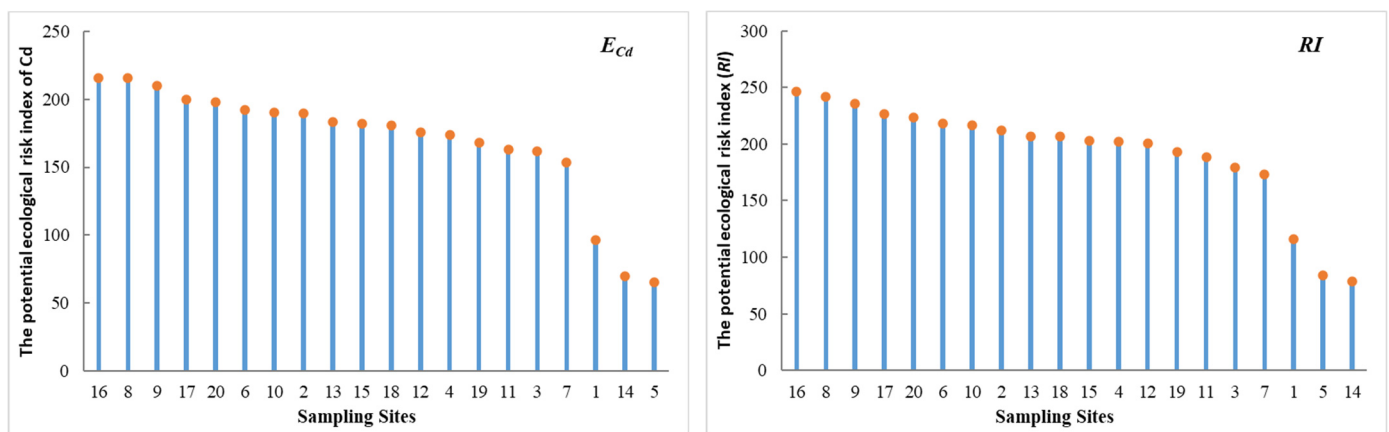 The potential ecological risk index of Cd
250
200
150
100
50
0
E_Cd
16 8 9 17 20 6 10 2 13 15 18 12 4 19 11 3 7 1 14 5
Sampling Sites
The potential ecological risk index (RI)
300
250
200
150
100
50
0
RI
16 8 9 17 20 6 10 2 13 18 15 4 12 19 11 3 7 1 5 14
Sampling Sites